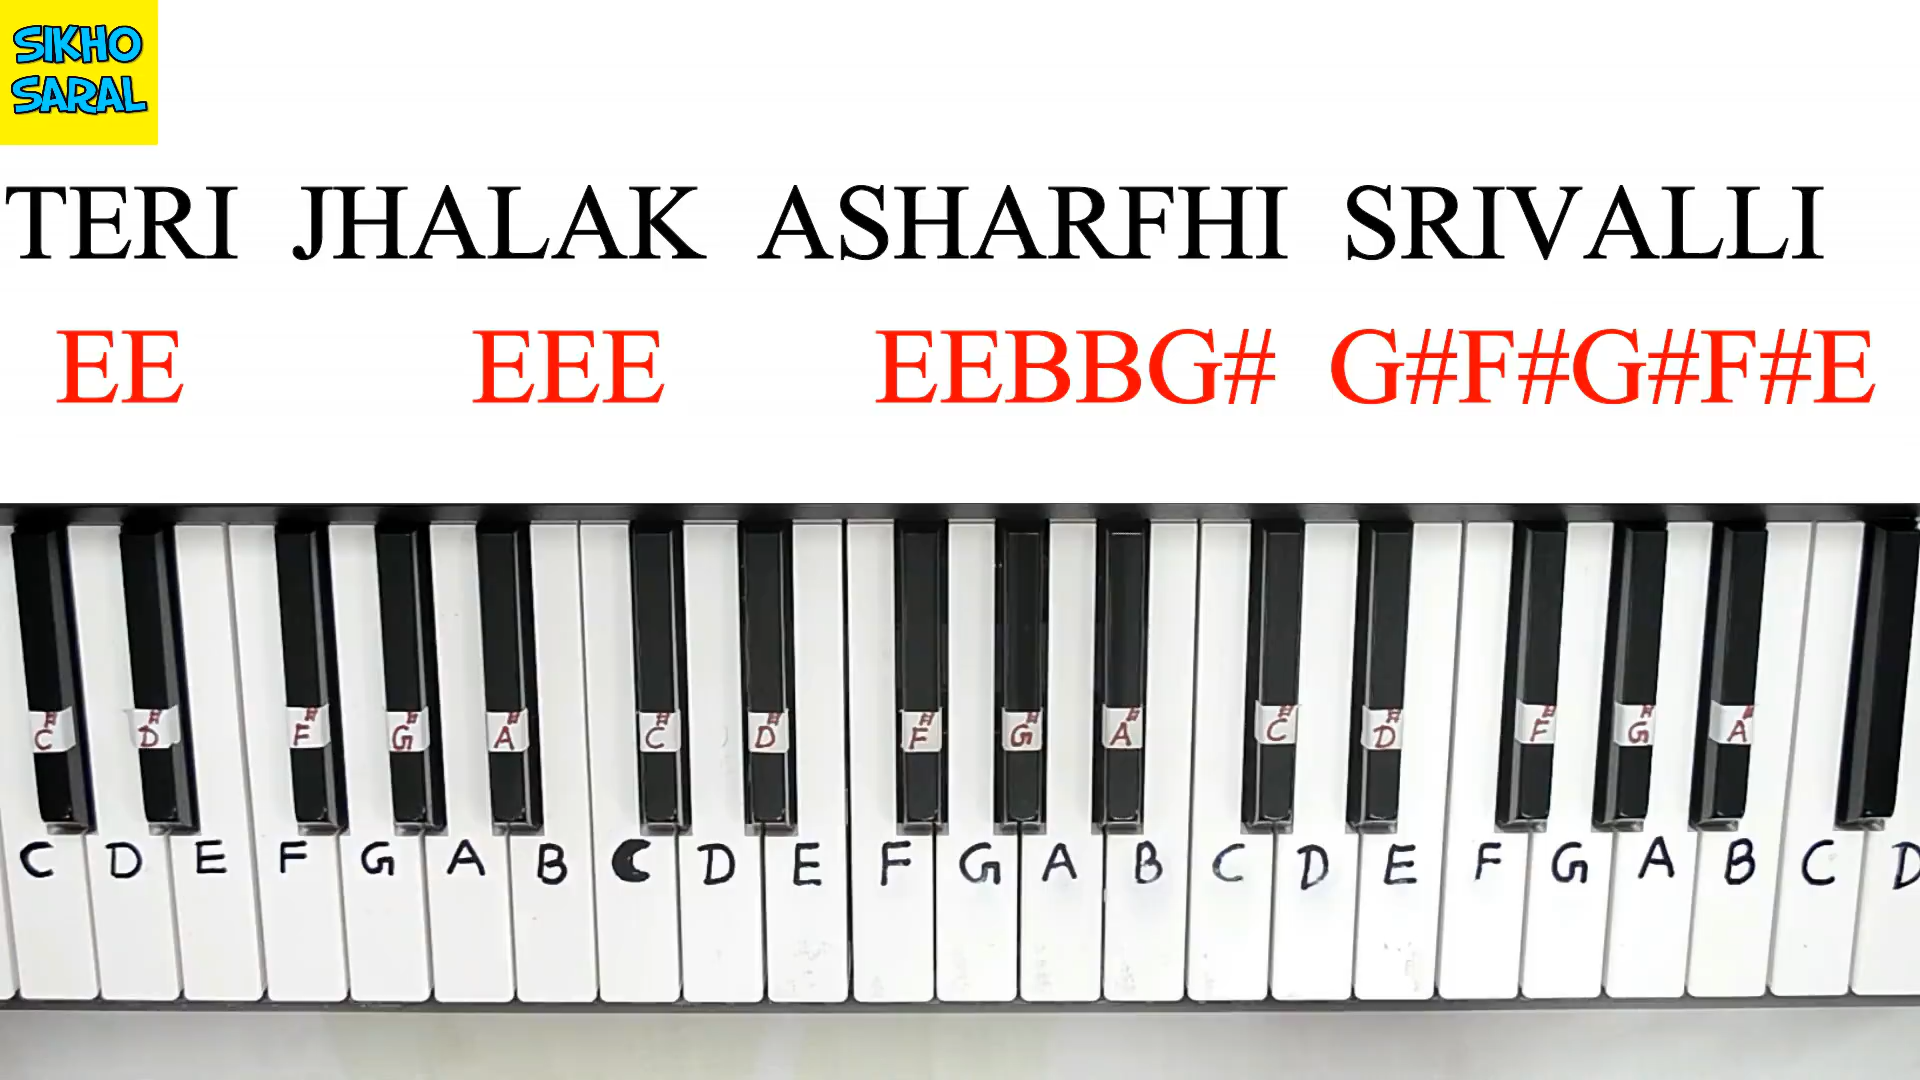 SIKHO
SARAL
TERI JHALAK ASHARFHI SRIVALLI
EE EEE EEBBG# G#F#G#F#E
C# D# F# G# A# C# D# F# G# A# C# D# F# G# A#
C D E F G A B C D E F G A B C D E F G A B C D